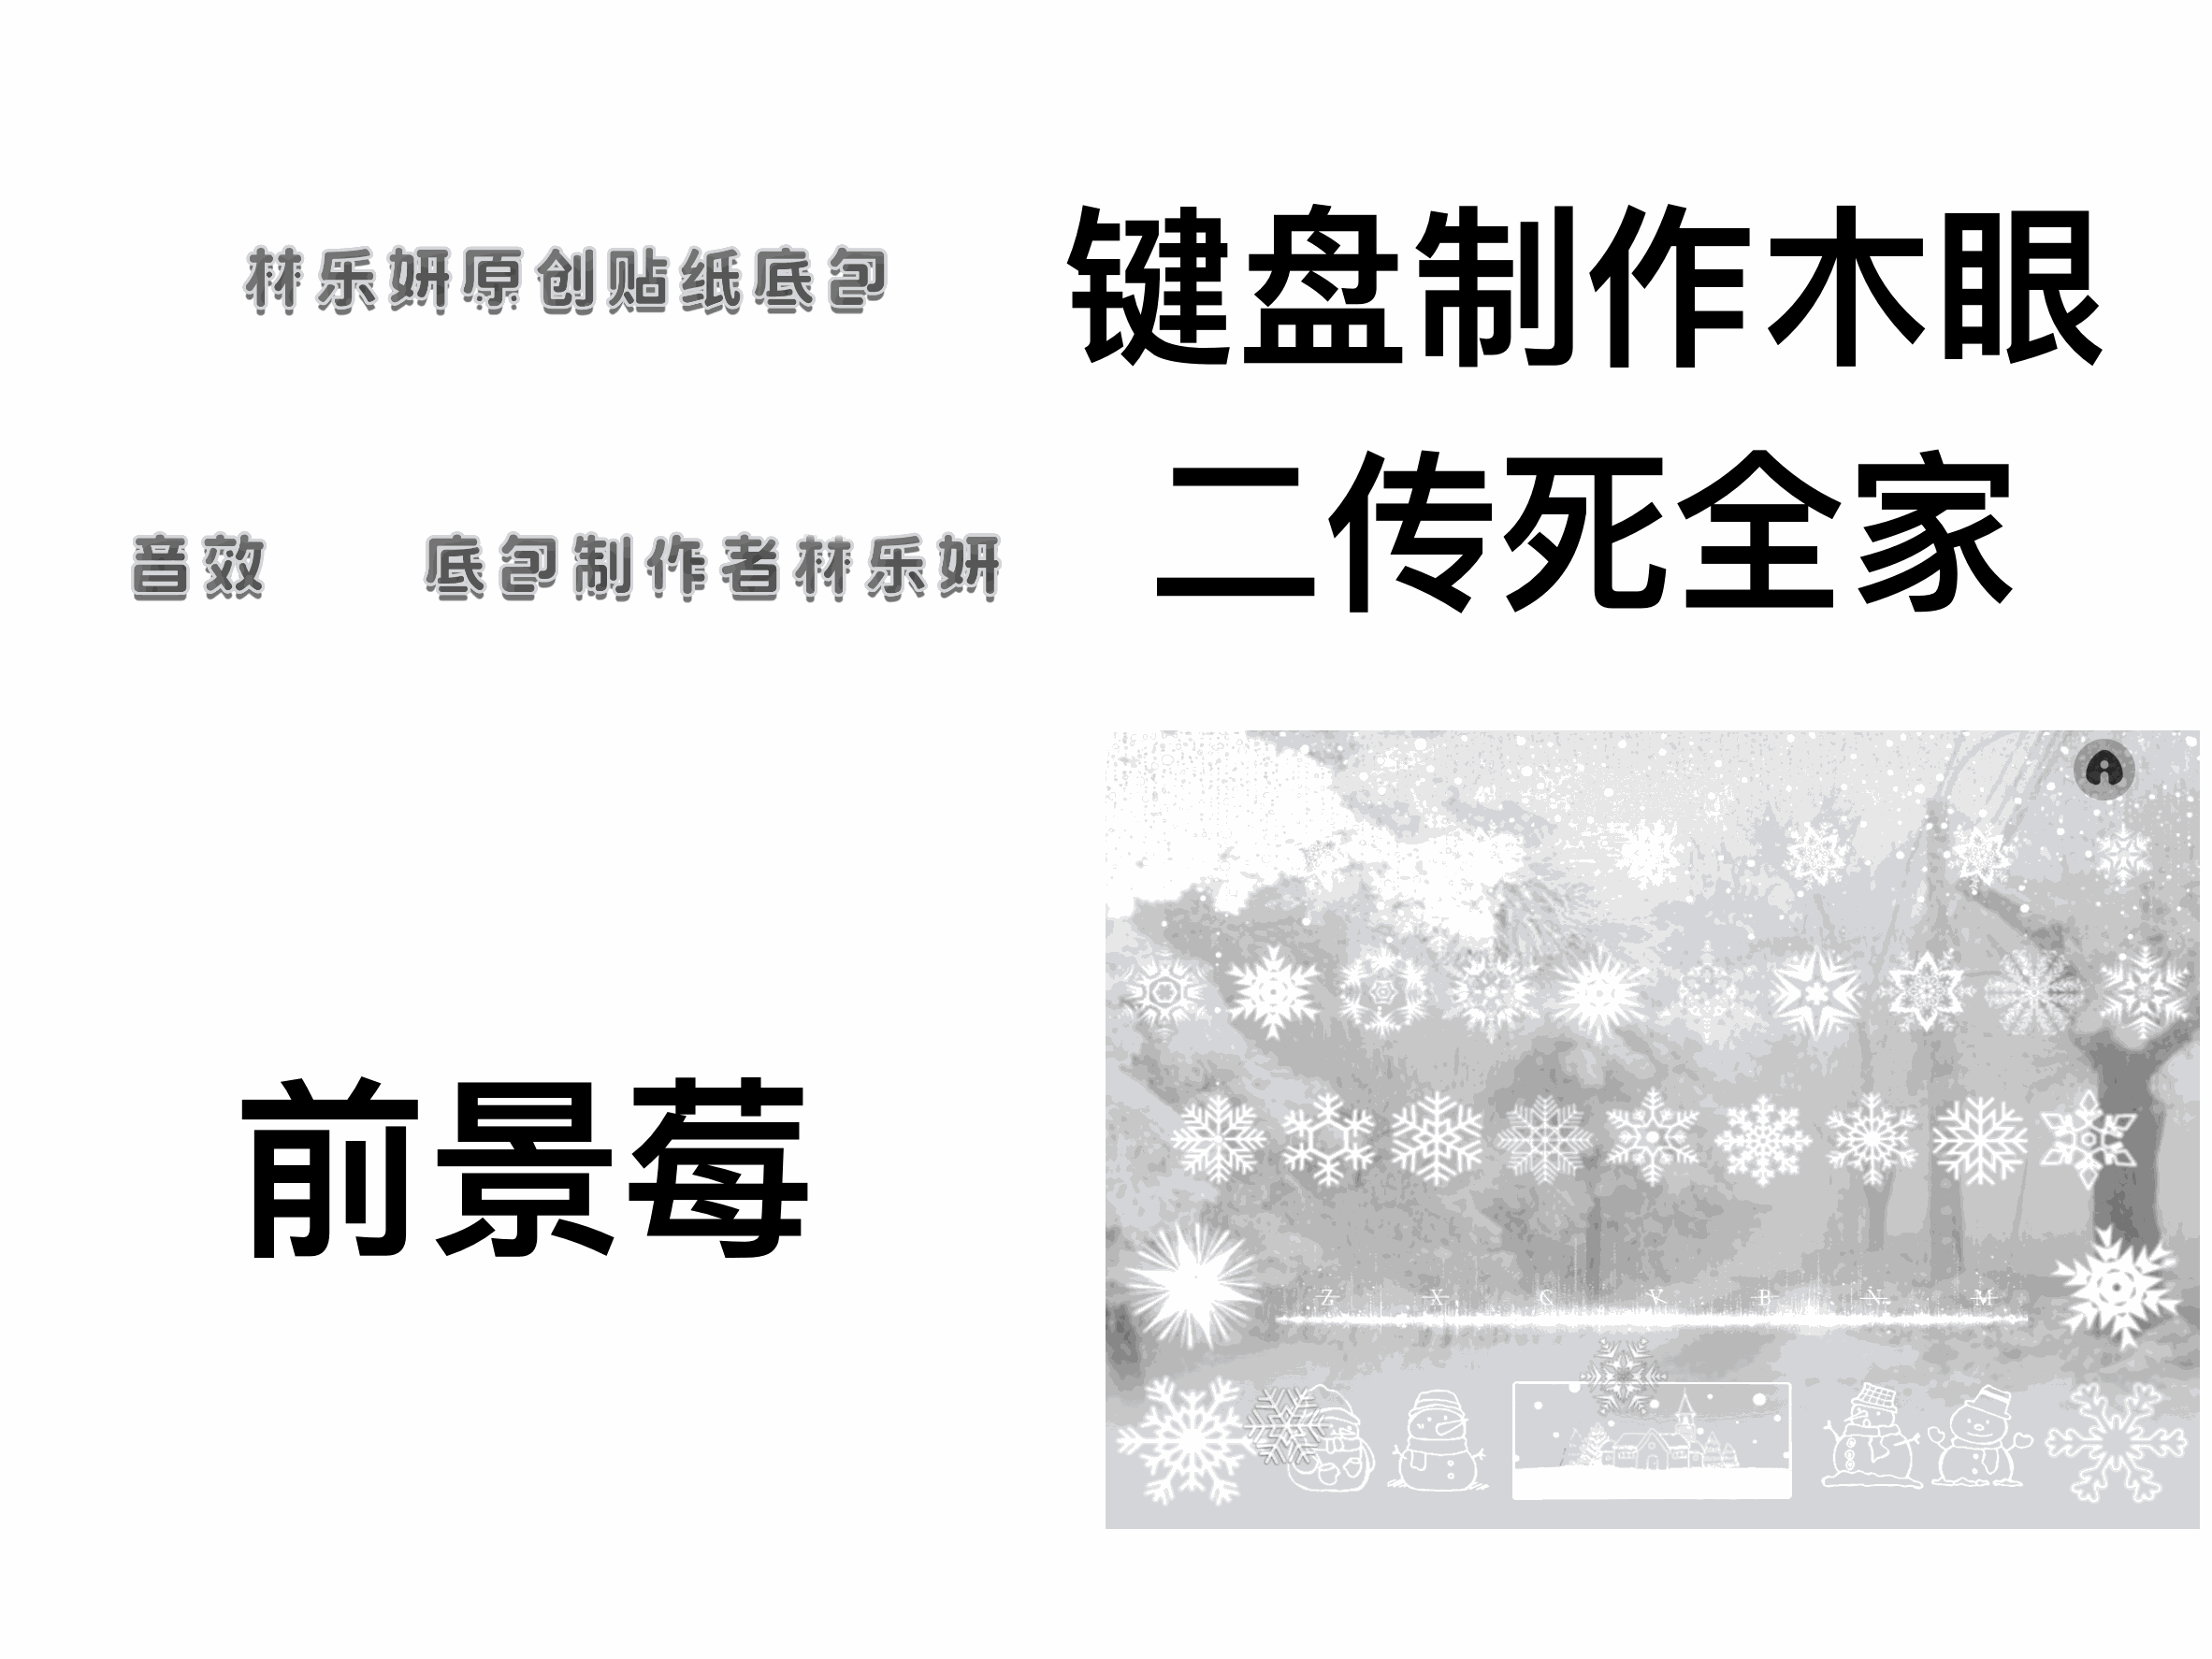 林乐妍原创贴纸底包
键盘制作木眼
二传死全家
音效 底包制作者林乐妍
前景莓
Z X C V B N M